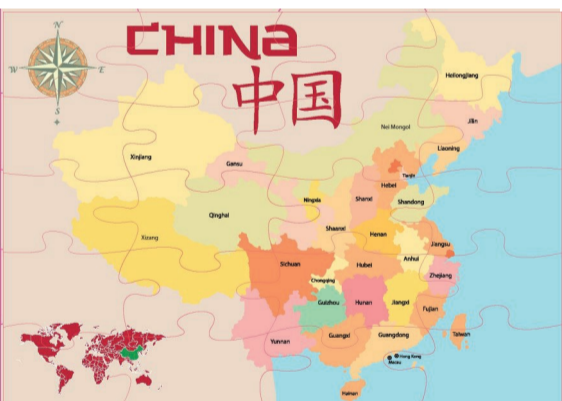 CHINA
中国
N
W
E
S
Heilongjiang
Jilin
Nei Mongol
Liaoning
Xinjiang
Gansu
Tianjin
Hebei
Ningxia
Shanxi
Shandong
Qinghai
Shaanxi
Henan
Jiangsu
Xizang
Anhui
Sichuan
Hubei
Zhejiang
Chongqing
Guizhou
Hunan
Jiangxi
Fujian
Yunnan
Guangxi
Guangdong
Taiwan
Hong Kong
Macau
Hainan